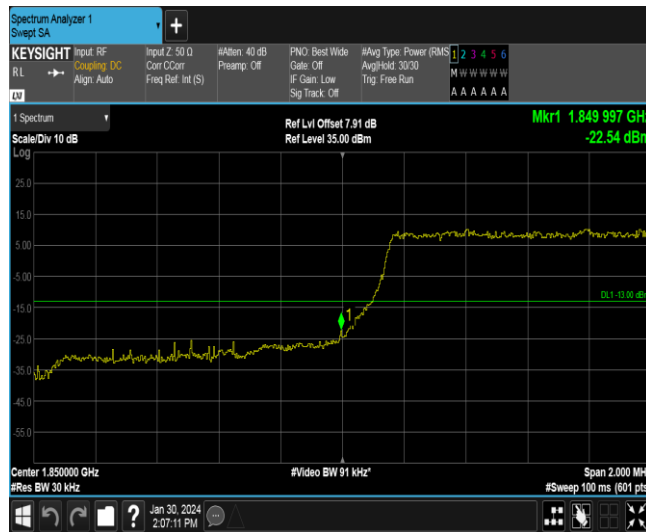 Spectrum Analyzer 1
Swept SA
+
KEYSIGHT
RL
LXI
Input: RF
Coupling: DC
Align: Auto
Input Z: 50 Ω
Corr CCorr
Freq Ref: Int (S)
#Atten: 40 dB
Preamp: Off
PNO: Best Wide
Gate: Off
IF Gain: Low
Sig Track: Off
#Avg Type: Power (RMS
Avg|Hold: 30/30
Trig: Free Run
1 2 3 4 5 6
M W W W W W
A A A A A A
1 Spectrum
Scale/Div 10 dB
Log
Ref Lvl Offset 7.91 dB
Ref Level 35.00 dBm
Mkr1 1.849 997 GHz
-22.54 dBm
25.0
15.0
5.00
-5.00
DL1 -13.00 dBm
-15.0
1
-25.0
-35.0
-45.0
-55.0
Center 1.850000 GHz
#Res BW 30 kHz
#Video BW 91 kHz*
Span 2.000 MHz
#Sweep 100 ms (601 pts)
?
Jan 30, 2024
2:07:11 PM